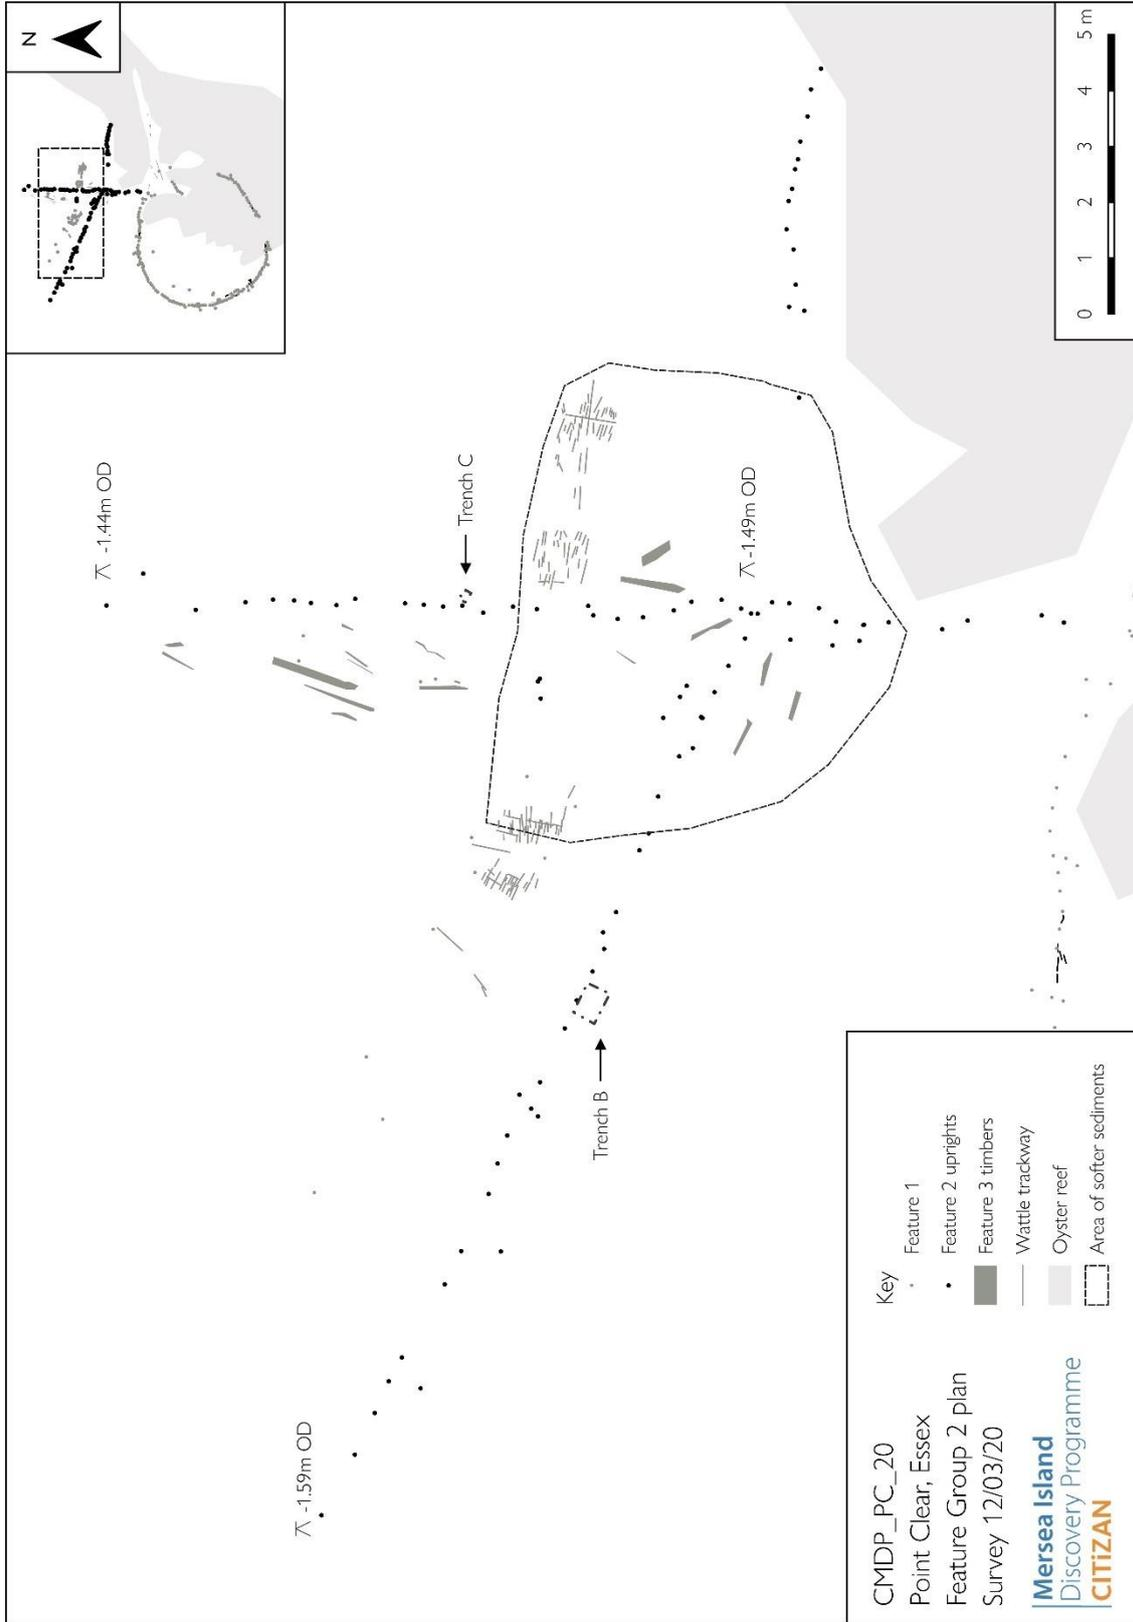 N
-1.44m OD
Trench C
-1.49m OD
Trench B
-1.59m OD
0 1 2 3 4 5 m
CMDP_PC_20
Point Clear, Essex
Feature Group 2 plan
Survey 12/03/20
Mersea Island
Discovery Programme
CITiZAN
Key
Feature 1
Feature 2 uprights
Feature 3 timbers
Wattle trackway
Oyster reef
Area of softer sediments